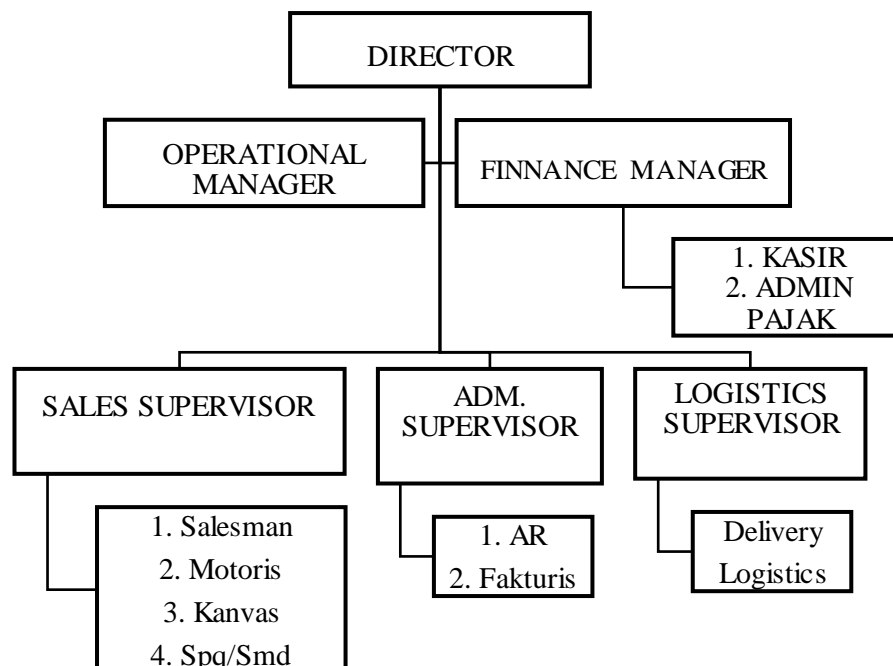 DIRECTOR
OPERATIONAL
MANAGER
FINNANCE MANAGER
1. KASIR
2. ADMIN
PAJAK
SALES SUPERVISOR
ADM.
SUPERVISOR
LOGISTICS
SUPERVISOR
1. Salesman
2. Motoris
3. Kanvas
4. Spq/Smd
1. AR
2. Fakturis
Delivery
Logistics